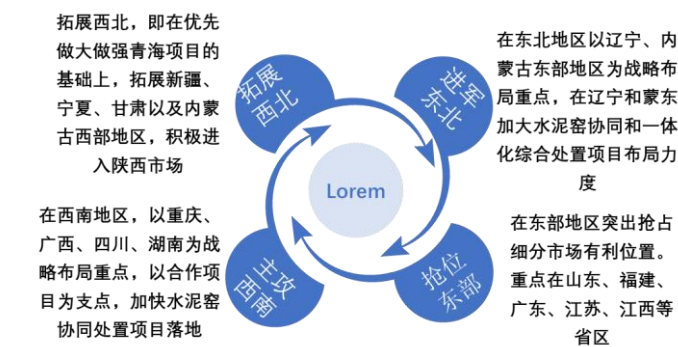 拓展西北，即在优先
做大做强青海项目的
基础上，拓展新疆、
宁夏、甘肃以及内蒙
古西部地区，积极进
入陕西市场
拓展
西北
进军
东北
在东北地区以辽宁、内
蒙古东部地区为战略布
局重点，在辽宁和蒙东
加大水泥窑协同和一体
化综合处置项目布局力
度
Lorem
在西南地区，以重庆、
广西、四川、湖南为战
略布局重点，以合作项
目为支点，加快水泥窑
协同处置项目落地
主攻
西南
抢位
东部
在东部地区突出抢占
细分市场有利位置。
重点在山东、福建、
广东、江苏、江西等
省区